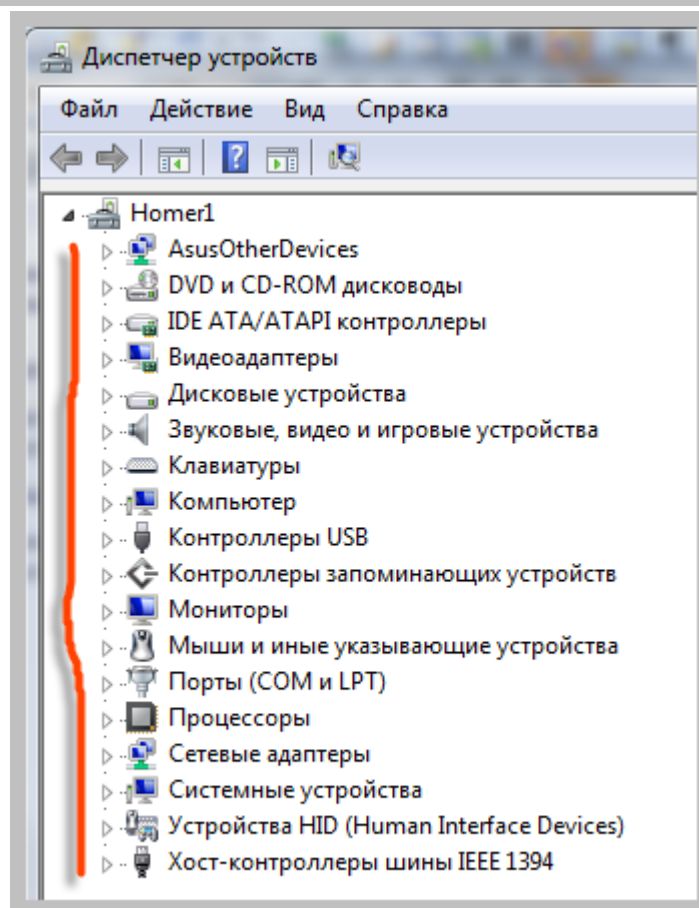 Диспетчер устройств
Файл Действие Вид Справка
Homer1
AsusOtherDevices
DVD и CD-ROM дисководы
IDE ATA/ATAPI контроллеры
Видеоадаптеры
Дисковые устройства
Звуковые, видео и игровые устройства
Клавиатуры
Компьютер
Контроллеры USB
Контроллеры запоминающих устройств
Мониторы
Мыши и иные указывающие устройства
Порты (COM и LPT)
Процессоры
Сетевые адаптеры
Системные устройства
Устройства HID (Human Interface Devices)
Хост-контроллеры шины IEEE 1394